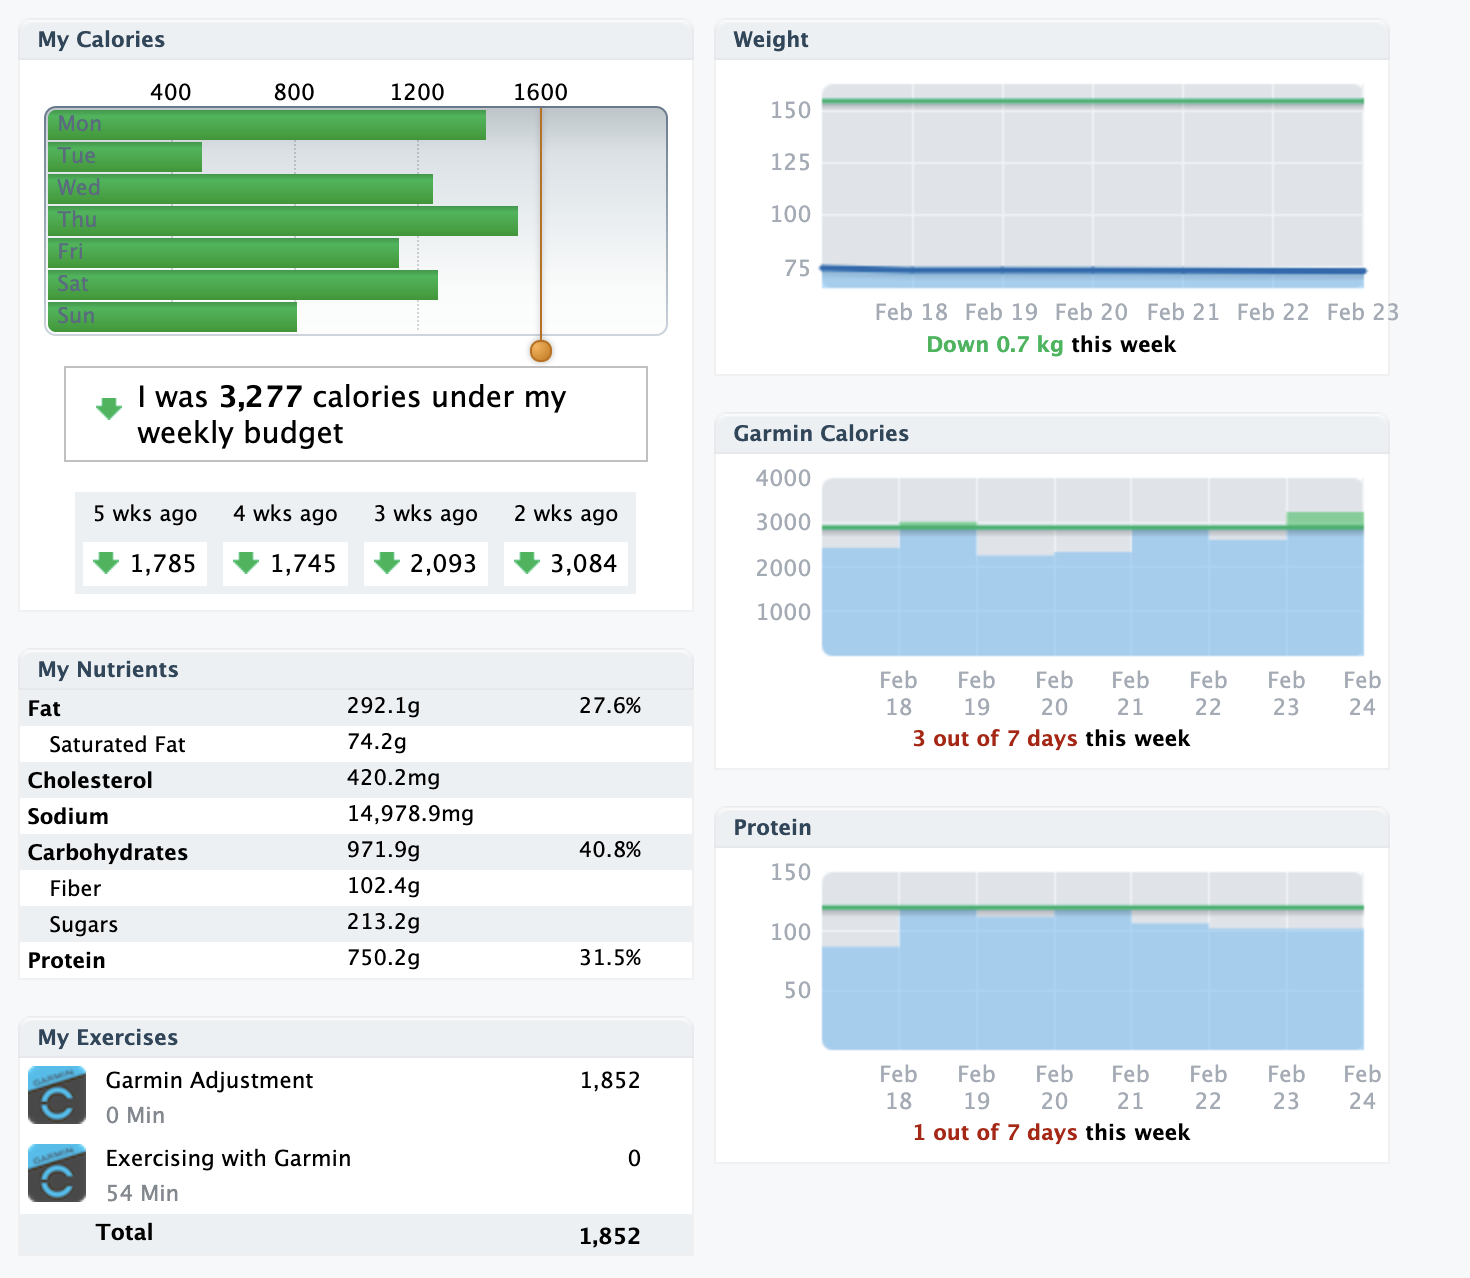 My Calories
400 800 1200 1600
Mon
Tue
Wed
Thu
Fri
Sat
Sun
I was 3,277 calories under my
weekly budget
5 wks ago 4 wks ago 3 wks ago 2 wks ago
1,785 1,745 2,093 3,084
My Nutrients
Fat 292.1g 27.6%
Saturated Fat 74.2g
Cholesterol 420.2mg
Sodium 14,978.9mg
Carbohydrates 971.9g 40.8%
Fiber 102.4g
Sugars 213.2g
Protein 750.2g 31.5%
My Exercises
GARMIN
Garmin Adjustment 1,852
0 Min
GARMIN
Exercising with Garmin 0
54 Min
Total 1,852
Weight
150
125
100
75
Feb 18 Feb 19 Feb 20 Feb 21 Feb 22 Feb 23
Down 0.7 kg this week
Garmin Calories
4000
3000
2000
1000
Feb Feb Feb Feb Feb Feb Feb
18 19 20 21 22 23 24
3 out of 7 days this week
Protein
150
100
50
Feb Feb Feb Feb Feb Feb Feb
18 19 20 21 22 23 24
1 out of 7 days this week